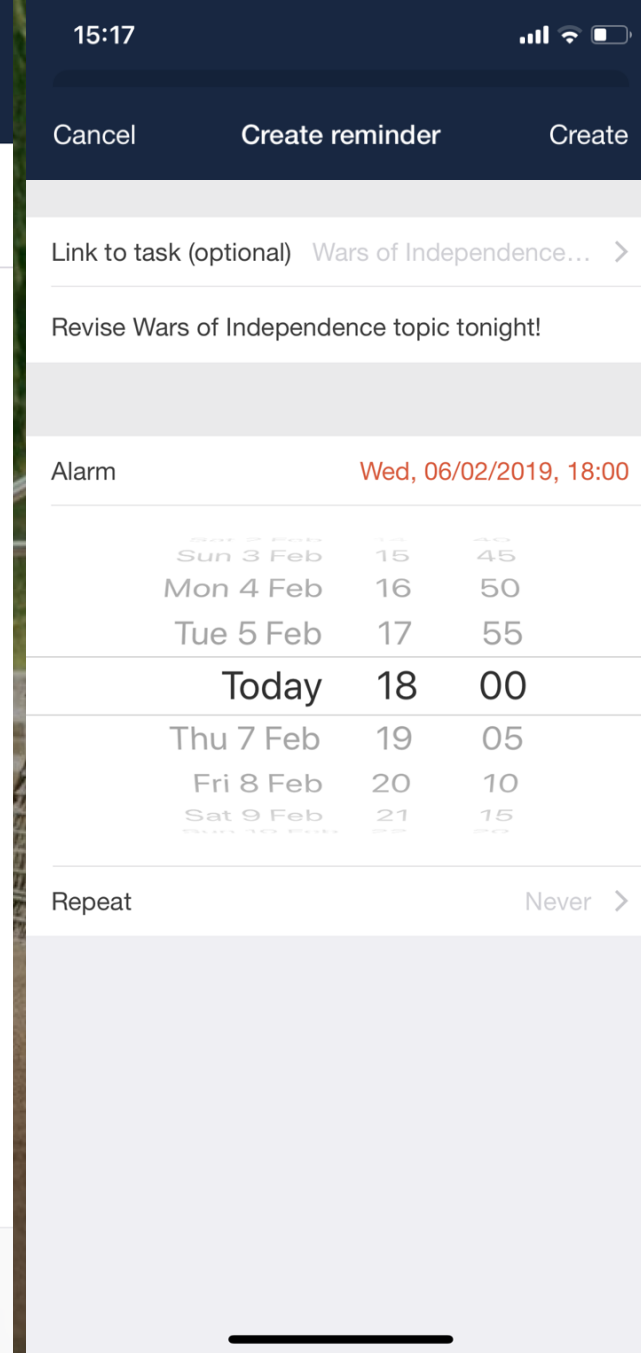 15:17
Cancel Create reminder Create
Link to task (optional) Wars of Independence...
Revise Wars of Independence topic tonight!
Alarm Wed, 06/02/2019, 18:00
Sun 3 Feb 15 45
Mon 4 Feb 16 50
Tue 5 Feb 17 55
Today 18 00
Thu 7 Feb 19 05
Fri 8 Feb 20 10
Sat 9 Feb 21 15
Repeat Never